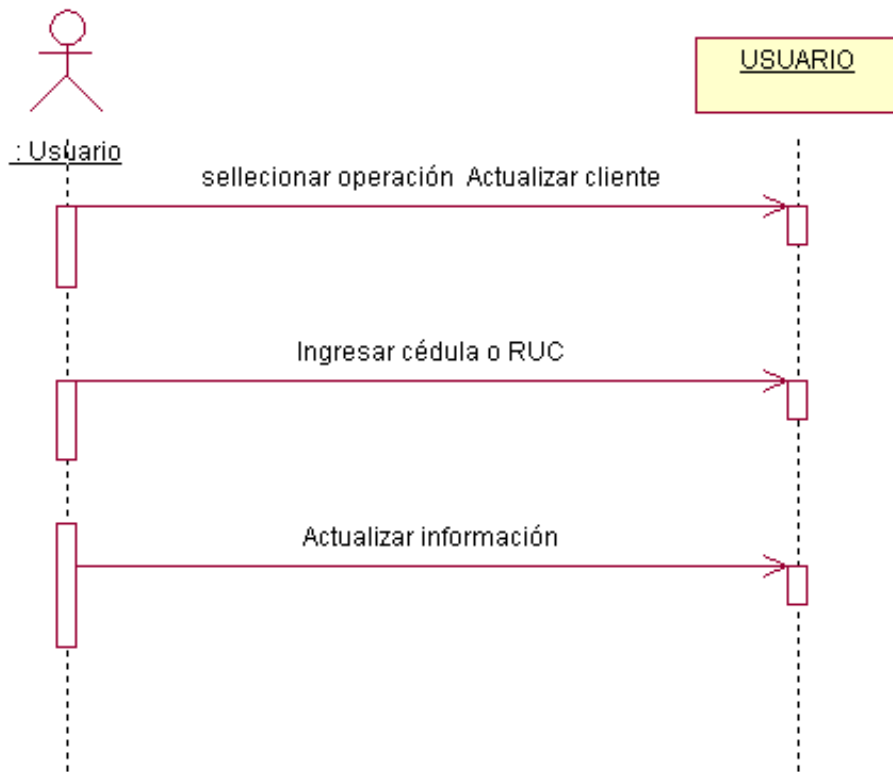 USUARIO
: Usuario
sellecionar operación Actualizar cliente
Ingresar cédula o RUC
Actualizar información